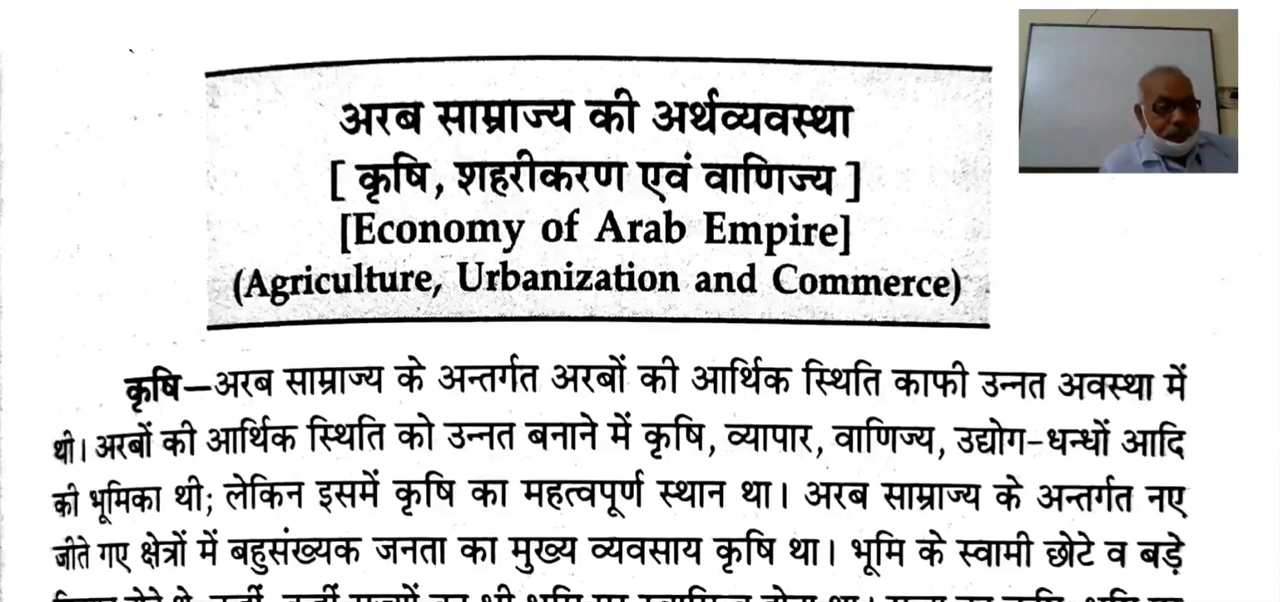 अरब साम्राज्य की अर्थव्यवस्था
[ कृषि, शहरीकरण एवं वाणिज्य ]
[Economy of Arab Empire]
(Agriculture, Urbanization and Commerce)
कृषि—अरब साम्राज्य के अन्तर्गत अरबों की आर्थिक स्थिति काफी उन्नत अवस्था में
थी। अरबों की आर्थिक स्थिति को उन्नत बनाने में कृषि, व्यापार, वाणिज्य, उद्योग-धन्धों आदि
की भूमिका थी; लेकिन इसमें कृषि का महत्वपूर्ण स्थान था। अरब साम्राज्य के अन्तर्गत नए
जीते गए क्षेत्रों में बहुसंख्यक जनता का मुख्य व्यवसाय कृषि था। भूमि के स्वामी छोटे व बड़े